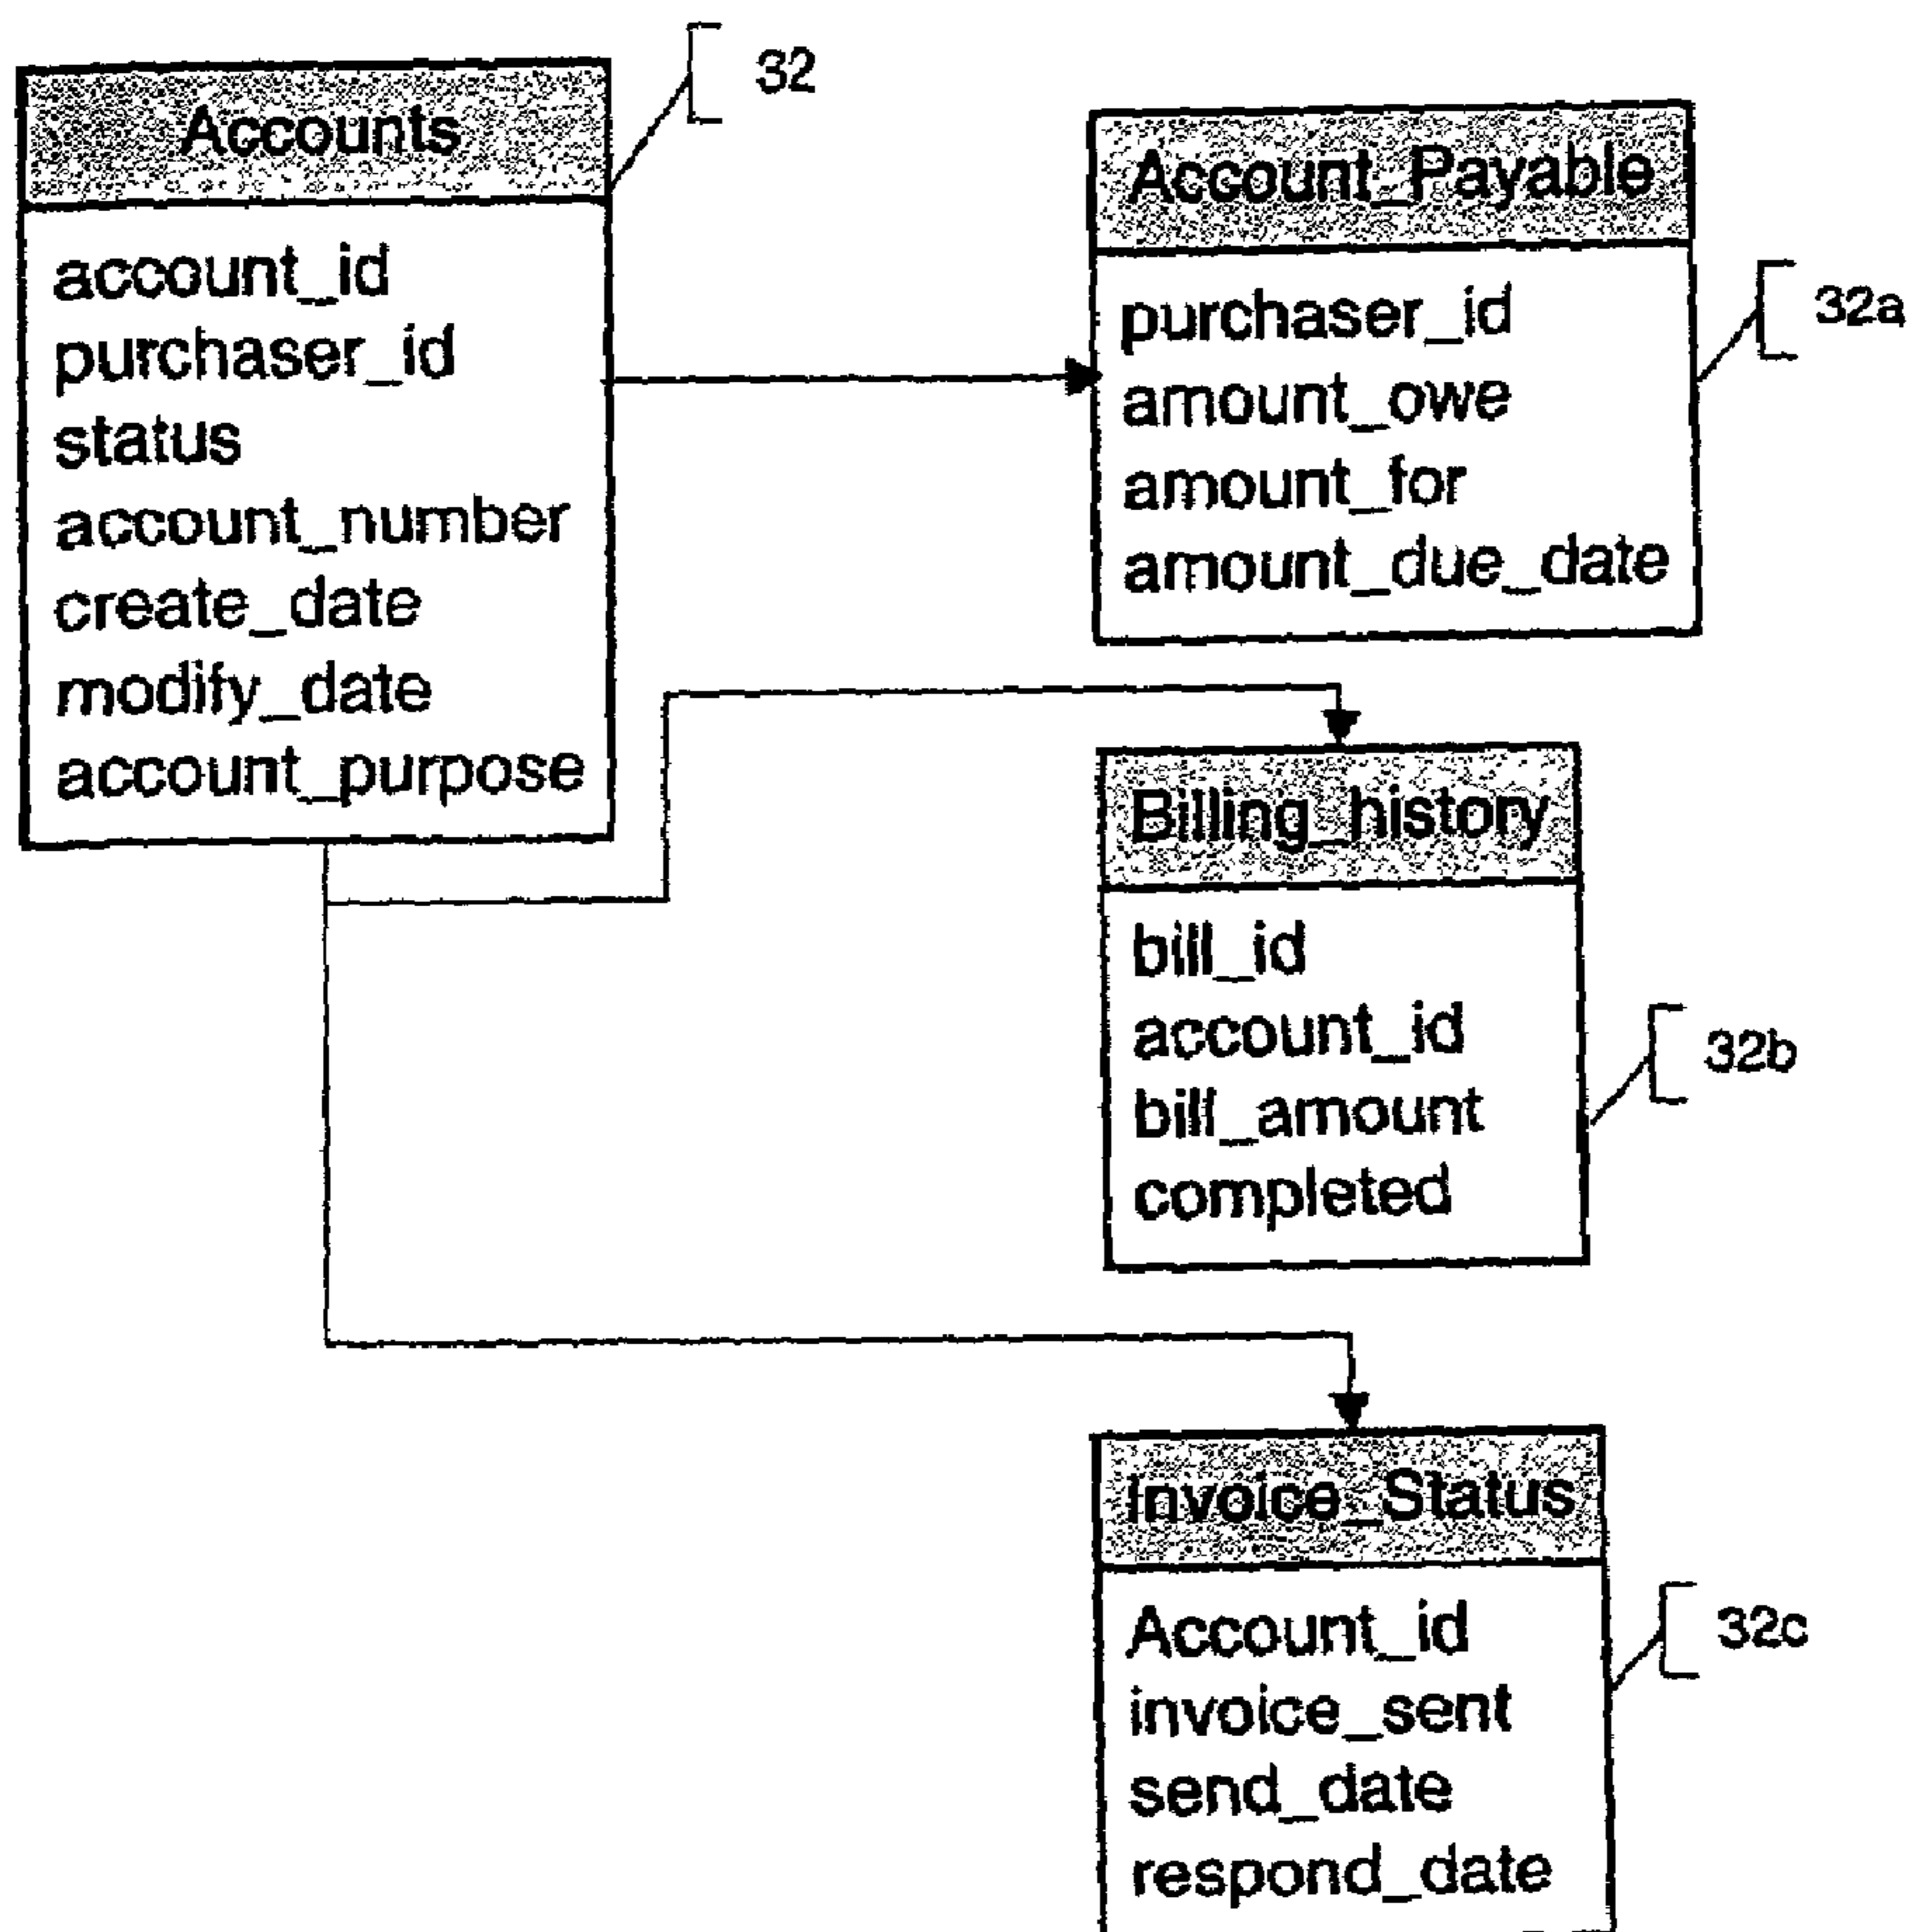 32
Accounts
account_id
purchaser_id
status
account_number
create_date
modify_date
account_purpose
Account_Payable
32a
purchaser_id
amount_owe
amount_for
amount_due_date
Billing_history
bill_id
account_id
32b
bill_amount
completed
Invoice_Status
Account_id
32c
invoice_sent
send_date
respond_date